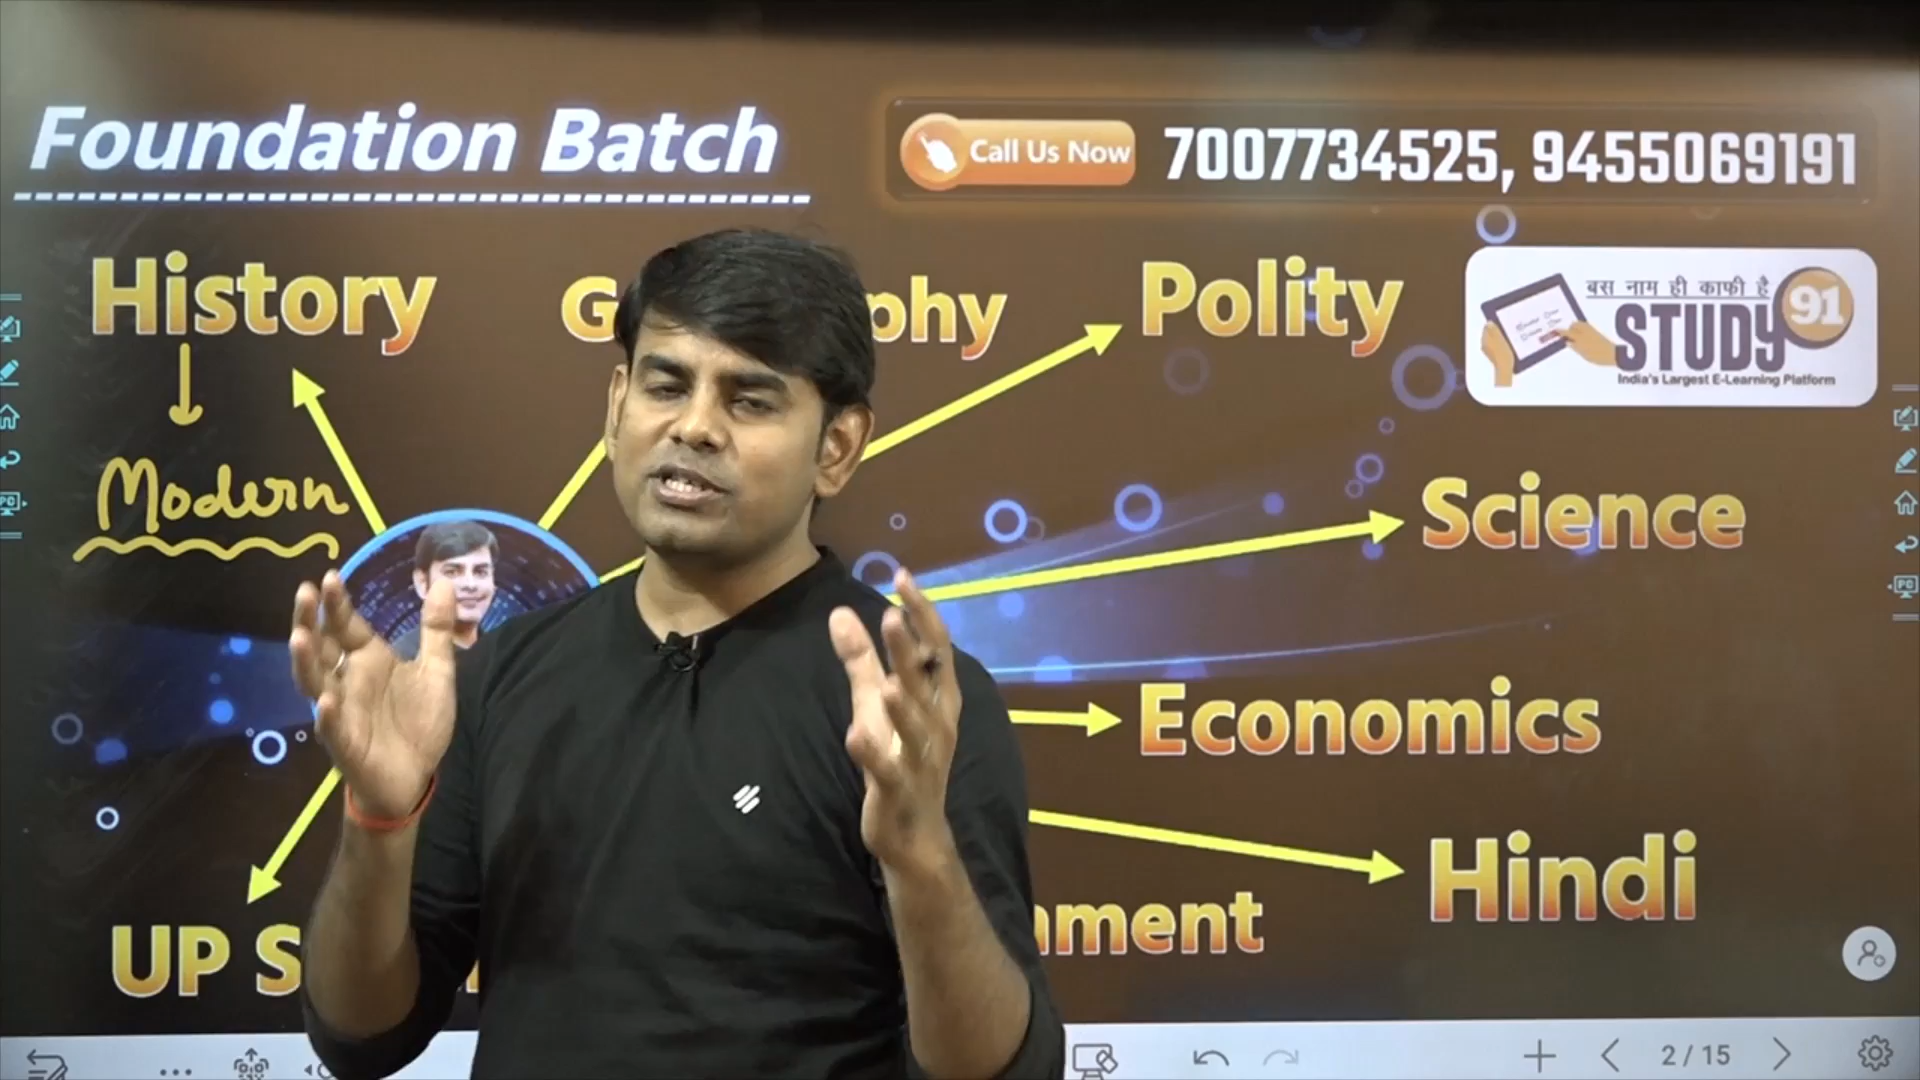 Foundation Batch
Call Us Now 7007734525, 9455069191
History
phy
Polity
बस नाम ही काफी है
STUDY 91
India's Largest E-Learning Platform
Modern
Science
Economics
Hindi
UP S
nment
2 / 15